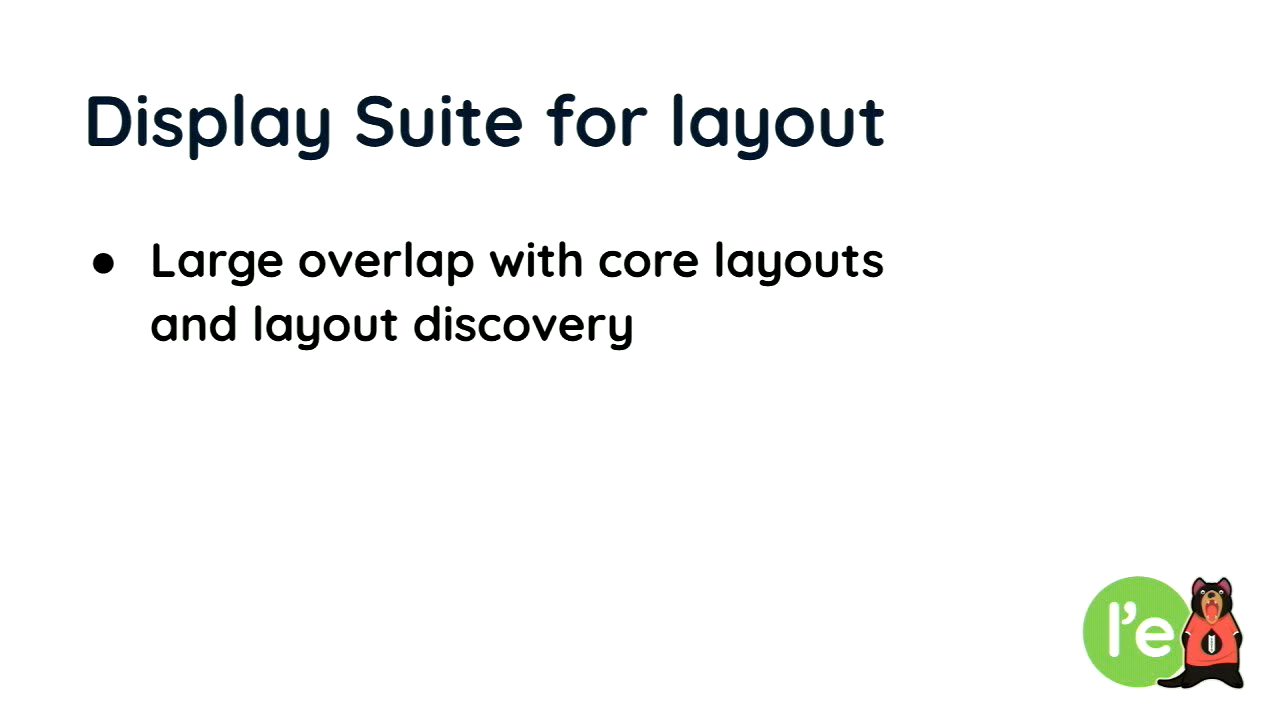 Display Suite for layout
● Large overlap with core layouts
and layout discovery
l'e